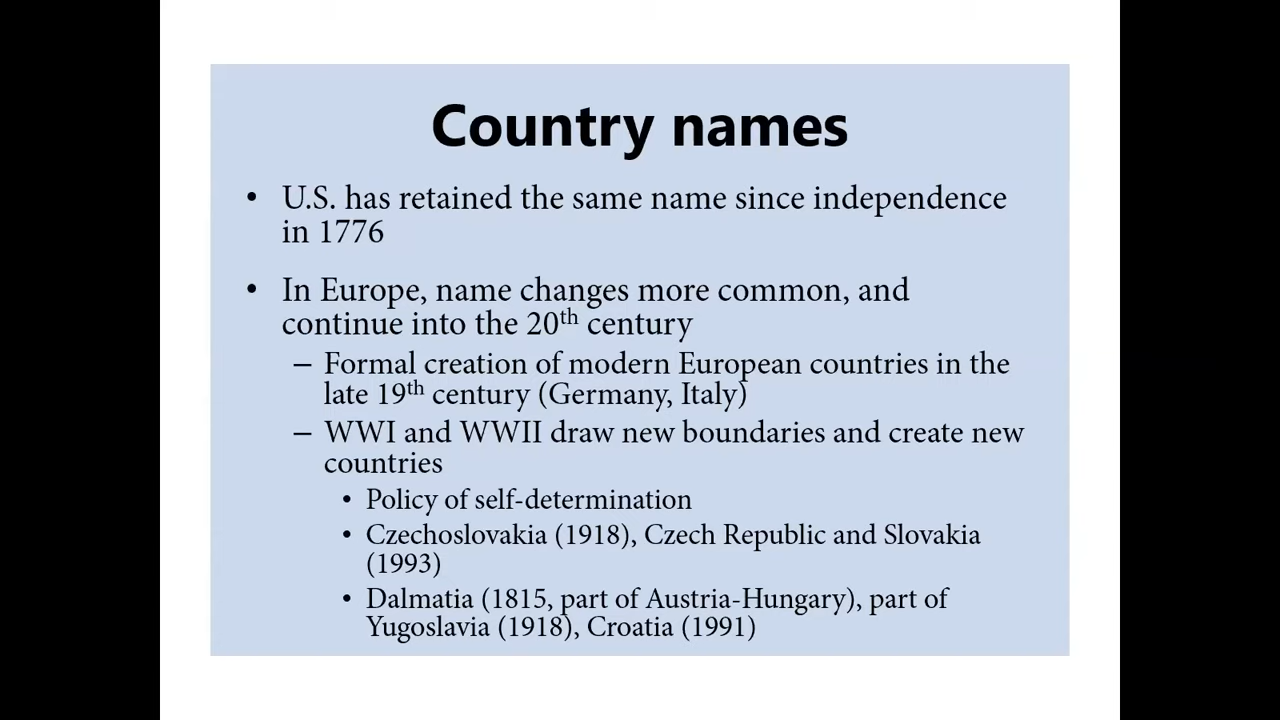 Country names
• U.S. has retained the same name since independence
in 1776
• In Europe, name changes more common, and
continue into the 20th century
– Formal creation of modern European countries in the
late 19th century (Germany, Italy)
– WWI and WWII draw new boundaries and create new
countries
• Policy of self-determination
• Czechoslovakia (1918), Czech Republic and Slovakia
(1993)
• Dalmatia (1815, part of Austria-Hungary), part of
Yugoslavia (1918), Croatia (1991)